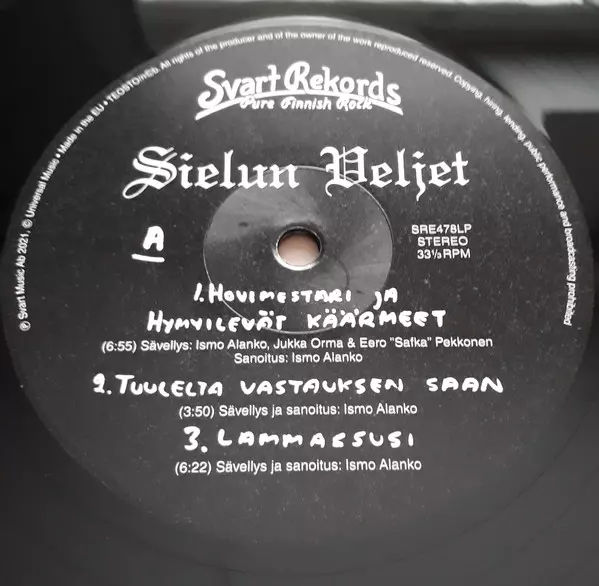 ℗ Svart Music Ab 2021. © Universal Music • Made in the EU • TEOSTO/ncb. All rights of the producer and of the owner of the work reproduced reserved. Copying, hiring, lending, public performance and broadcasting prohibited
Svart Rekords
Pure Finnish Rock
Sielun Veljet
A
SRE478LP
STEREO
33⅓ RPM
1. HOVIMESTARI JA
HYMYILEVÄT KÄÄRMEET
(6:55) Sävellys: Ismo Alanko, Jukka Orma & Eero "Safka" Pekkonen
Sanoitus: Ismo Alanko
2. TUULELTA VASTAUKSEN SAAN
(3:50) Sävellys ja sanoitus: Ismo Alanko
3. LAMMASSUSI
(6:22) Sävellys ja sanoitus: Ismo Alanko